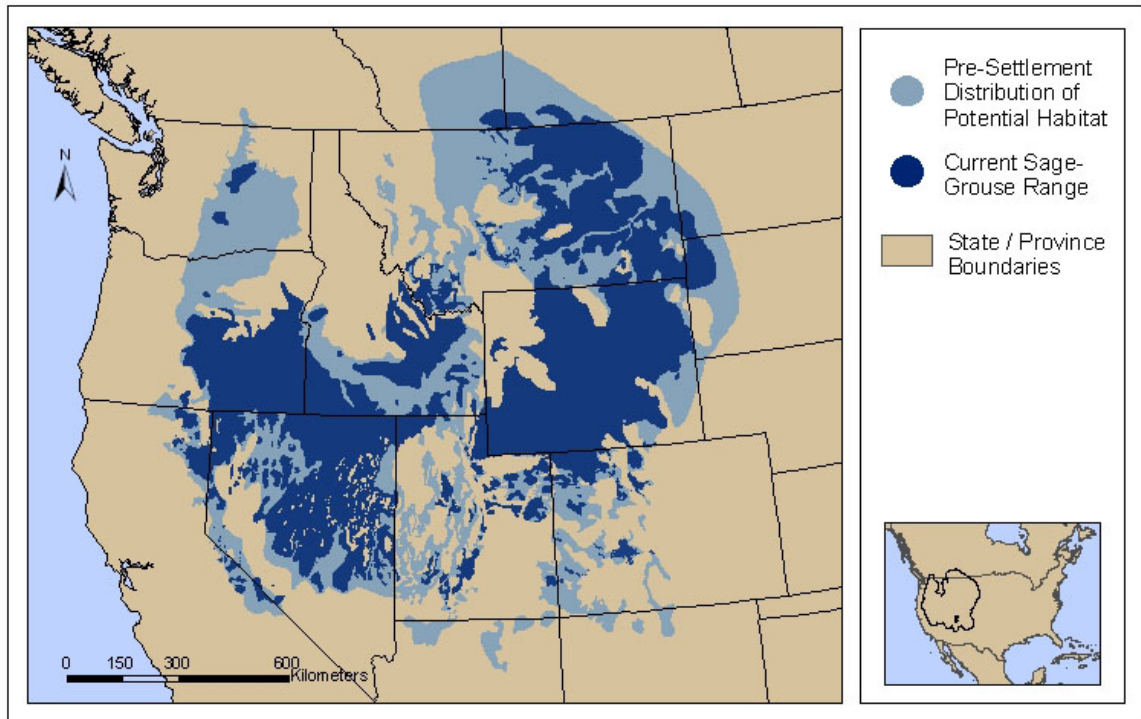 N
0 150 300 600
Kilometers
Pre-Settlement
Distribution of
Potential Habitat
Current Sage-
Grouse Range
State / Province
Boundaries